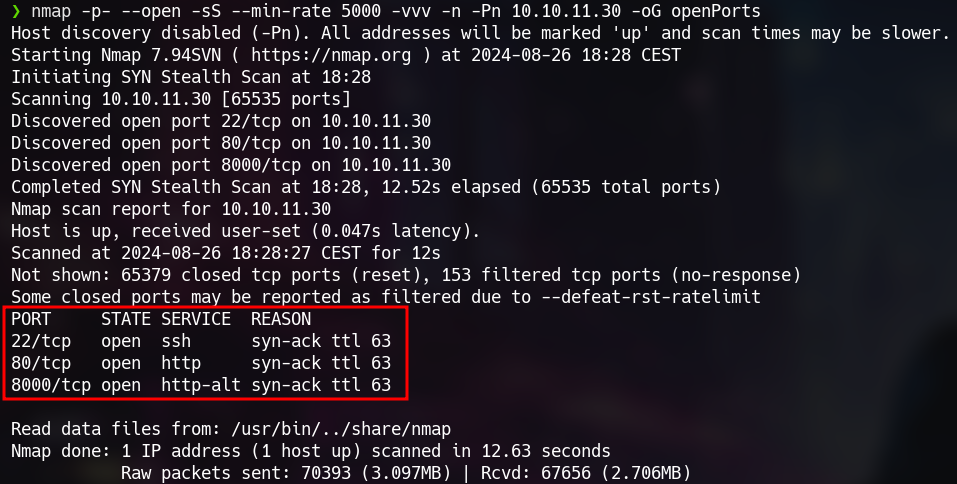 ❯ nmap -p- --open -sS --min-rate 5000 -vvv -n -Pn 10.10.11.30 -oG openPorts
Host discovery disabled (-Pn). All addresses will be marked 'up' and scan times may be slower.
Starting Nmap 7.94SVN ( https://nmap.org ) at 2024-08-26 18:28 CEST
Initiating SYN Stealth Scan at 18:28
Scanning 10.10.11.30 [65535 ports]
Discovered open port 22/tcp on 10.10.11.30
Discovered open port 80/tcp on 10.10.11.30
Discovered open port 8000/tcp on 10.10.11.30
Completed SYN Stealth Scan at 18:28, 12.52s elapsed (65535 total ports)
Nmap scan report for 10.10.11.30
Host is up, received user-set (0.047s latency).
Scanned at 2024-08-26 18:28:27 CEST for 12s
Not shown: 65379 closed tcp ports (reset), 153 filtered tcp ports (no-response)
Some closed ports may be reported as filtered due to --defeat-rst-ratelimit
PORT     STATE SERVICE  REASON
22/tcp   open  ssh      syn-ack ttl 63
80/tcp   open  http     syn-ack ttl 63
8000/tcp open  http-alt syn-ack ttl 63
Read data files from: /usr/bin/../share/nmap
Nmap done: 1 IP address (1 host up) scanned in 12.63 seconds
           Raw packets sent: 70393 (3.097MB) | Rcvd: 67656 (2.706MB)